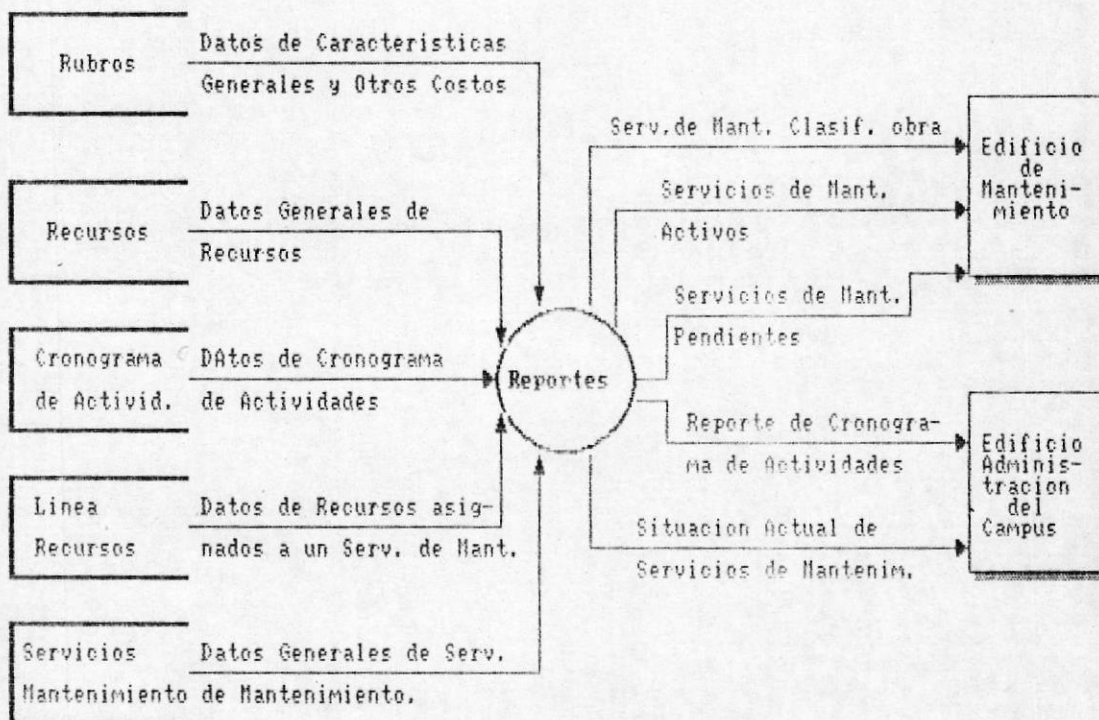 Rubros
Datos de Caracteristicas
Generales y Otros Costos
Recursos
Datos Generales de
Recursos
Cronograma
de Activid.
DAtos de Cronograma
de Actividades
Linea
Recursos
Datos de Recursos asig-
nados a un Serv. de Mant.
Servicios
Mantenimiento
Datos Generales de Serv.
de Mantenimiento.
Reportes
Serv.de Mant. Clasif. obra
Servicios de Mant.
Activos
Servicios de Mant.
Pendientes
Reporte de Cronogra-
ma de Actividades
Situacion Actual de
Servicios de Mantenim.
Edificio
de
Manteni-
miento
Edificio
Adminis-
tracion
del
Campus